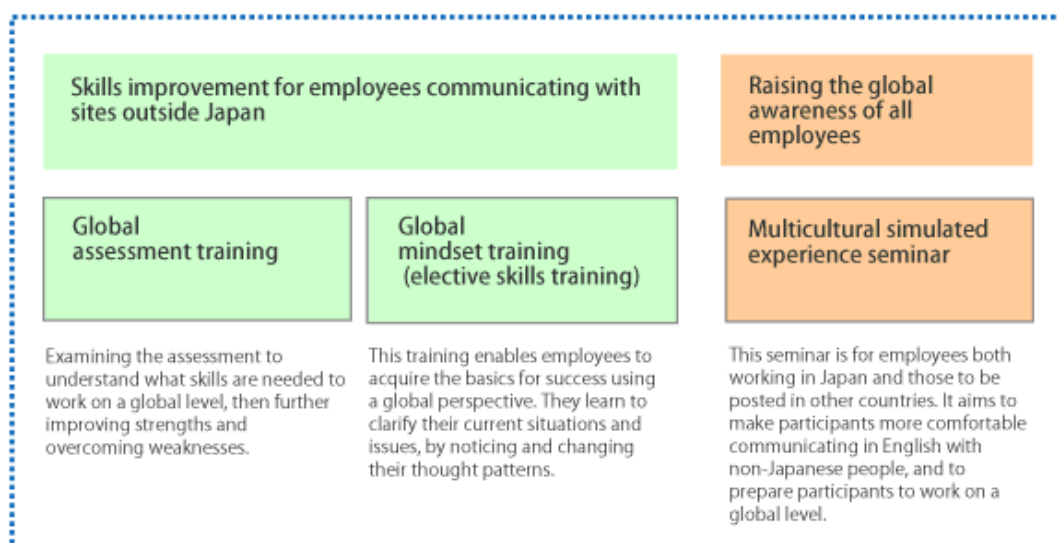 Skills improvement for employees communicating with
sites outside Japan
Raising the global
awareness of all
employees
Global
assessment training
Global
mindset training
(elective skills training)
Multicultural simulated
experience seminar
Examining the assessment to
understand what skills are needed to
work on a global level, then further
improving strengths and
overcoming weaknesses.
This training enables employees to
acquire the basics for success using
a global perspective. They learn to
clarify their current situations and
issues, by noticing and changing
their thought patterns.
This seminar is for employees both
working in Japan and those to be
posted in other countries. It aims to
make participants more comfortable
communicating in English with
non-Japanese people, and to
prepare participants to work on a
global level.